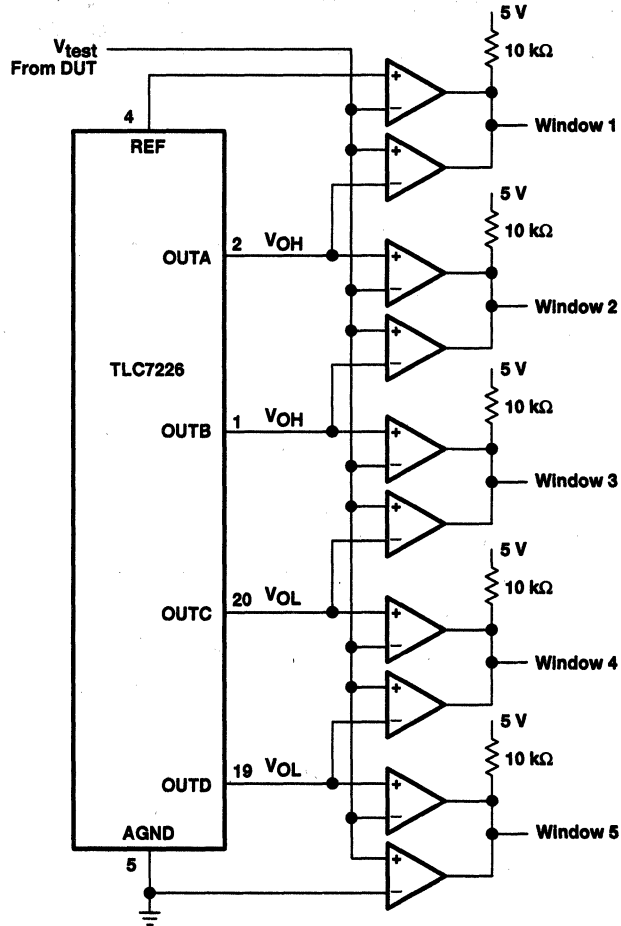 Vtest
From DUT
4
REF
5 V
10 kΩ
+
−
Window 1
+
−
OUTA
2
VOH
5 V
10 kΩ
+
−
Window 2
+
−
TLC7226
OUTB
1
VOH
5 V
10 kΩ
+
−
Window 3
+
−
OUTC
20
VOL
5 V
10 kΩ
+
−
Window 4
+
−
OUTD
19
VOL
5 V
10 kΩ
+
−
Window 5
+
−
AGND
5